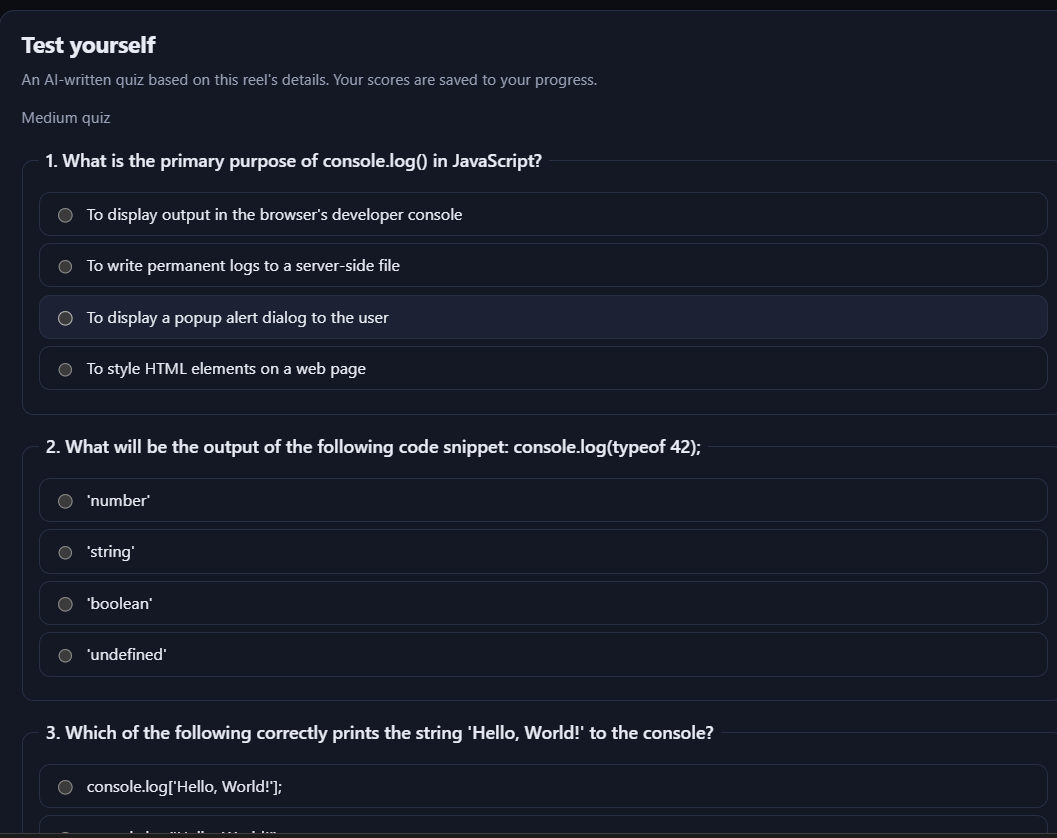 Test yourself
An AI-written quiz based on this reel's details. Your scores are saved to your progress.
Medium quiz
1. What is the primary purpose of console.log() in JavaScript?
To display output in the browser's developer console
To write permanent logs to a server-side file
To display a popup alert dialog to the user
To style HTML elements on a web page
2. What will be the output of the following code snippet: console.log(typeof 42);
'number'
'string'
'boolean'
'undefined'
3. Which of the following correctly prints the string 'Hello, World!' to the console?
console.log['Hello, World!'];